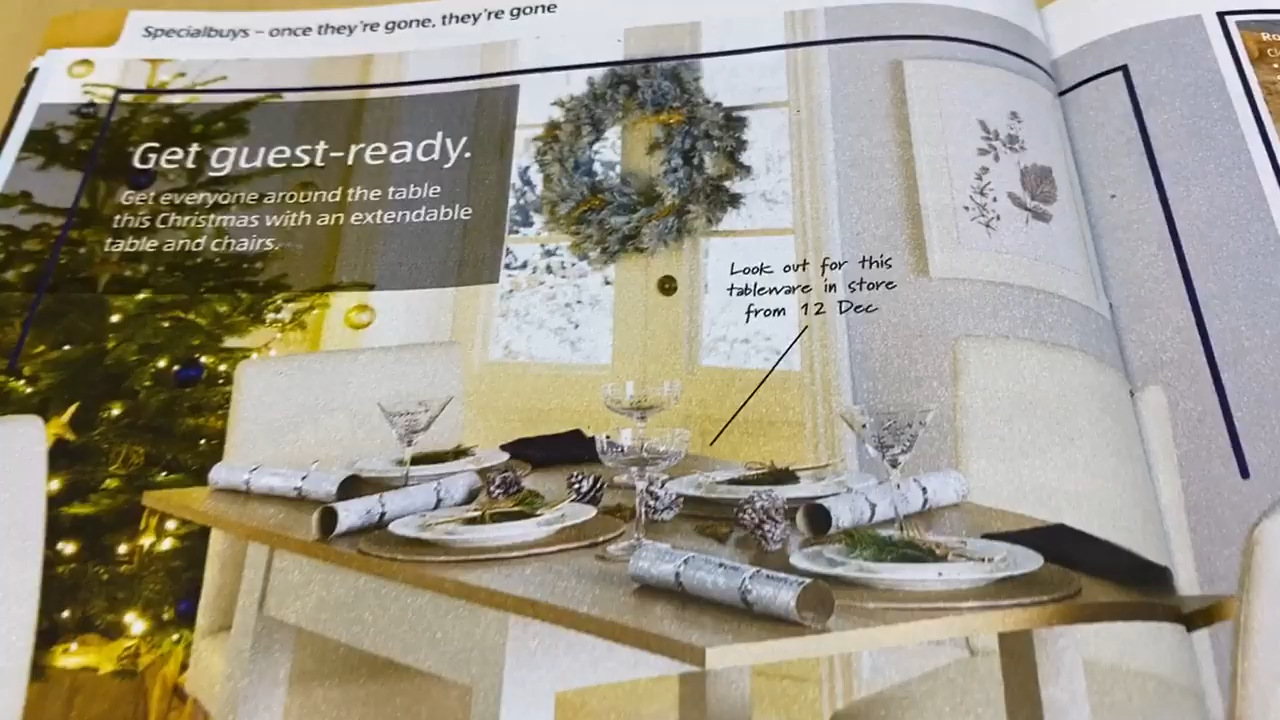 Specialbuys – once they're gone, they're gone
Get guest-ready.
Get everyone around the table
this Christmas with an extendable
table and chairs.
Look out for this
tableware in store
from 12 Dec